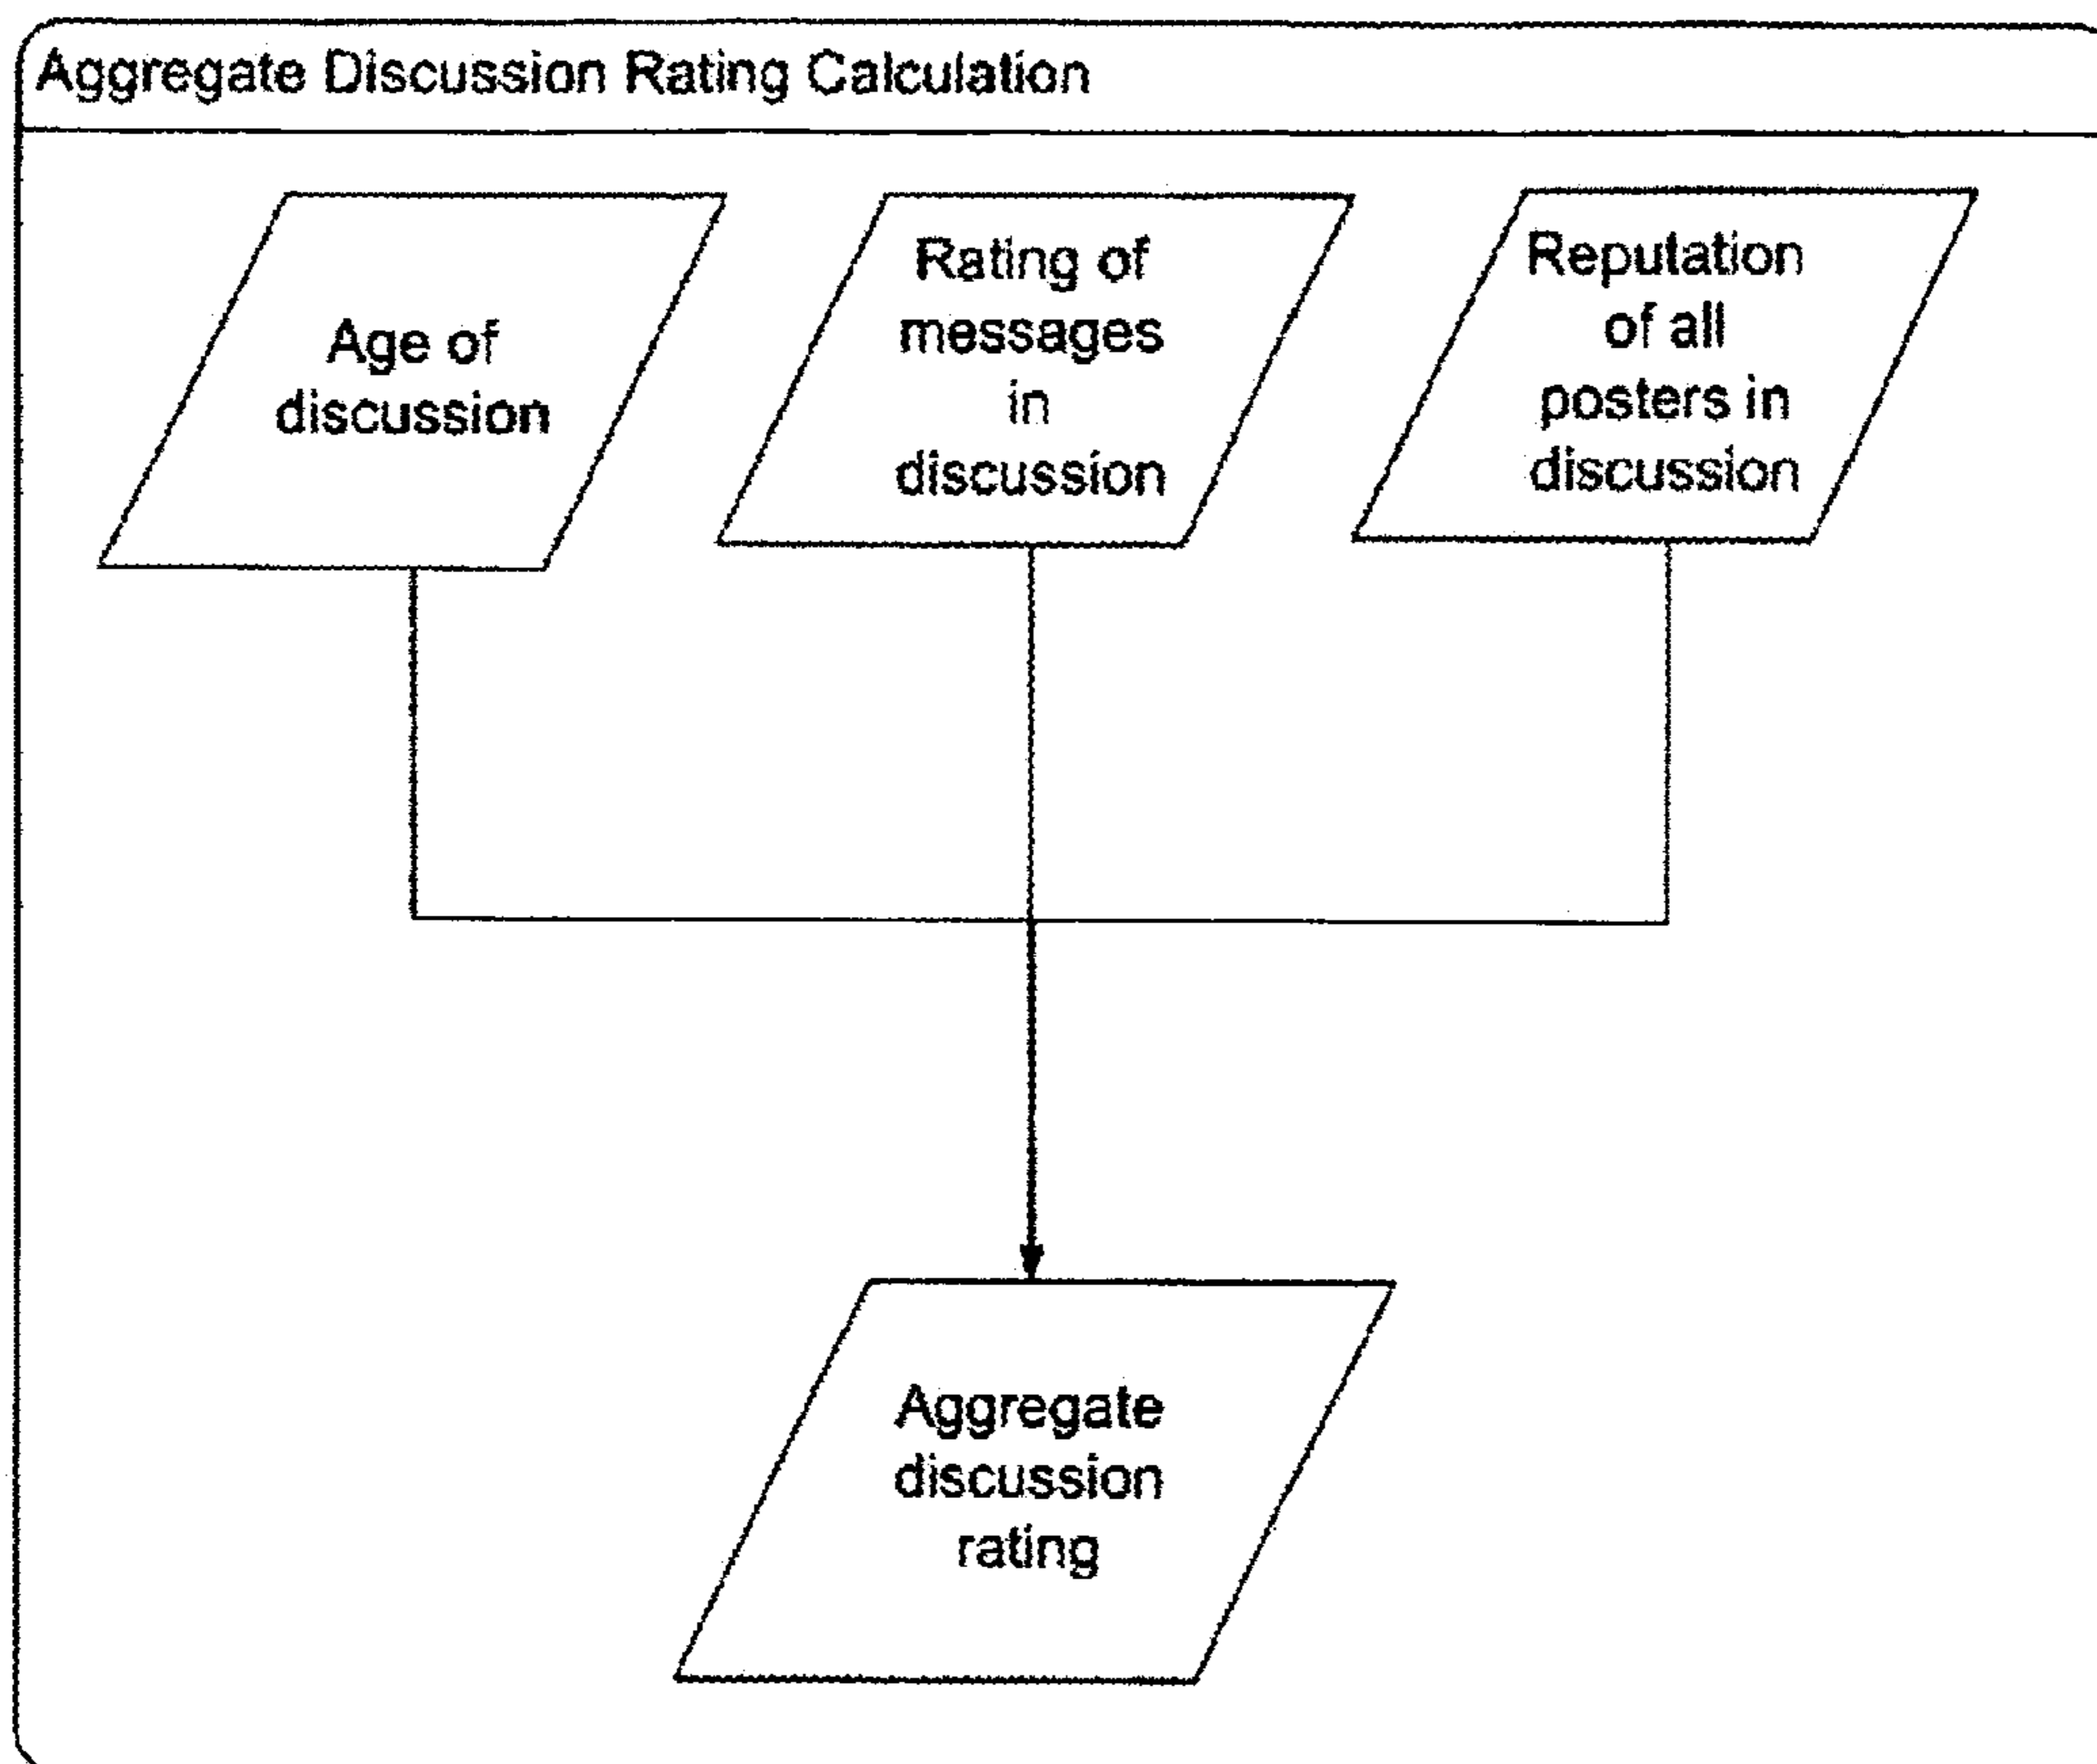 Aggregate Discussion Rating Calculation
Age of
discussion
Rating of
messages
in
discussion
Reputation
of all
posters in
discussion
Aggregate
discussion
rating